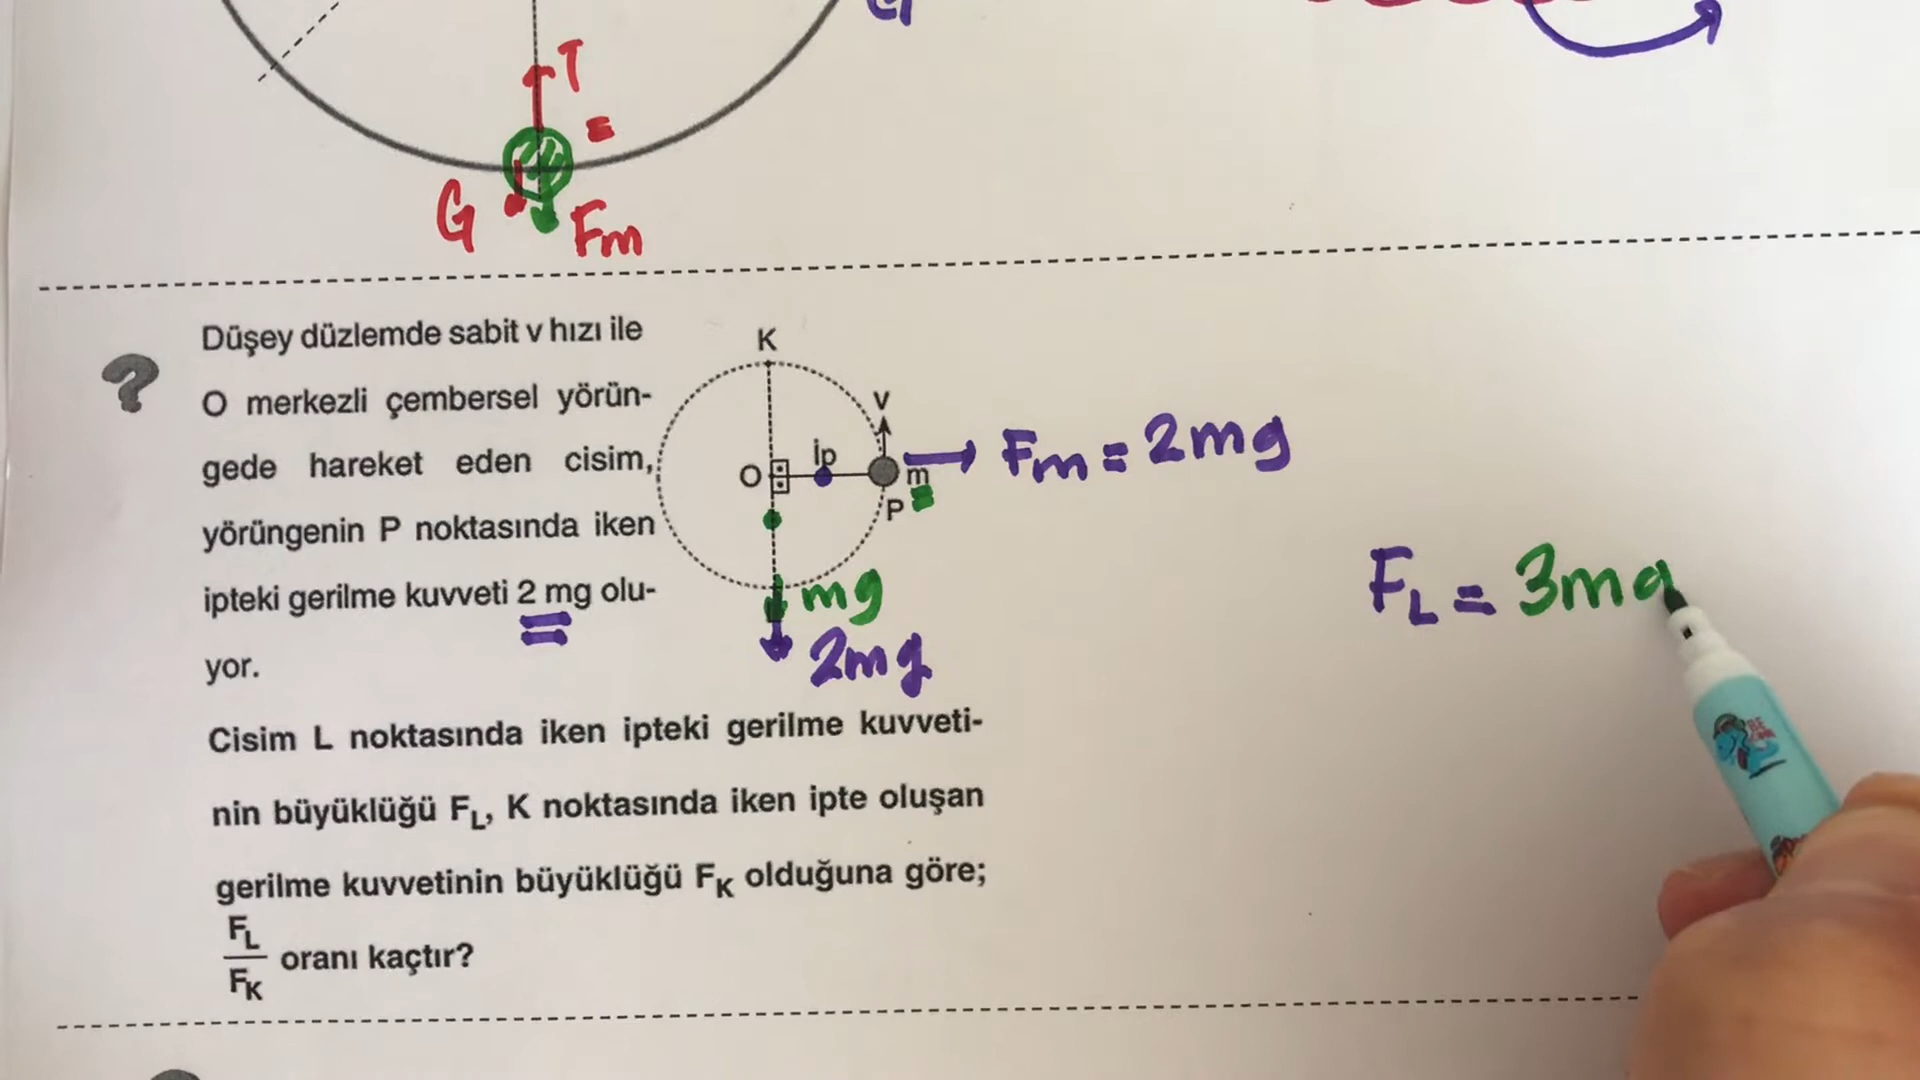 T
=
G
Fm
Düşey düzlemde sabit v hızı ile
O merkezli çembersel yörün-
gede hareket eden cisim,
yörüngenin P noktasında iken
ipteki gerilme kuvveti 2 mg olu-
yor.
K
V
O
İp
m
P
Fm = 2mg
mg
2mg
FL = 3mg
Cisim L noktasında iken ipteki gerilme kuvveti-
nin büyüklüğü FL, K noktasında iken ipte oluşan
gerilme kuvvetinin büyüklüğü FK olduğuna göre;
FL
FK
oranı kaçtır?